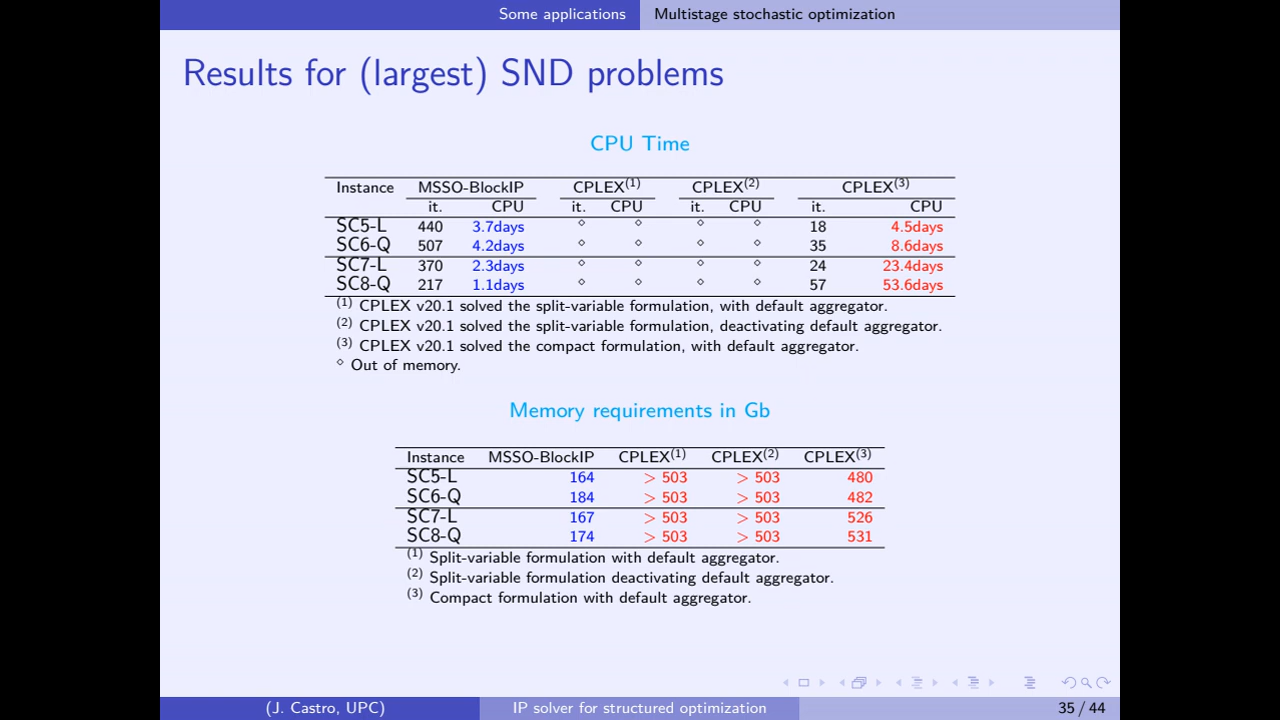 Some applications Multistage stochastic optimization
Results for (largest) SND problems
CPU Time
Instance MSSO-BlockIP CPLEX(1) CPLEX(2) CPLEX(3)
it. CPU it. CPU it. CPU it. CPU
SC5-L 440 3.7days ⋄ ⋄ ⋄ ⋄ 18 4.5days
SC6-Q 507 4.2days ⋄ ⋄ ⋄ ⋄ 35 8.6days
SC7-L 370 2.3days ⋄ ⋄ ⋄ ⋄ 24 23.4days
SC8-Q 217 1.1days ⋄ ⋄ ⋄ ⋄ 57 53.6days
(1) CPLEX v20.1 solved the split-variable formulation, with default aggregator.
(2) CPLEX v20.1 solved the split-variable formulation, deactivating default aggregator.
(3) CPLEX v20.1 solved the compact formulation, with default aggregator.
⋄ Out of memory.
Memory requirements in Gb
Instance MSSO-BlockIP CPLEX(1) CPLEX(2) CPLEX(3)
SC5-L 164 > 503 > 503 480
SC6-Q 184 > 503 > 503 482
SC7-L 167 > 503 > 503 526
SC8-Q 174 > 503 > 503 531
(1) Split-variable formulation with default aggregator.
(2) Split-variable formulation deactivating default aggregator.
(3) Compact formulation with default aggregator.
(J. Castro, UPC) IP solver for structured optimization 35 / 44